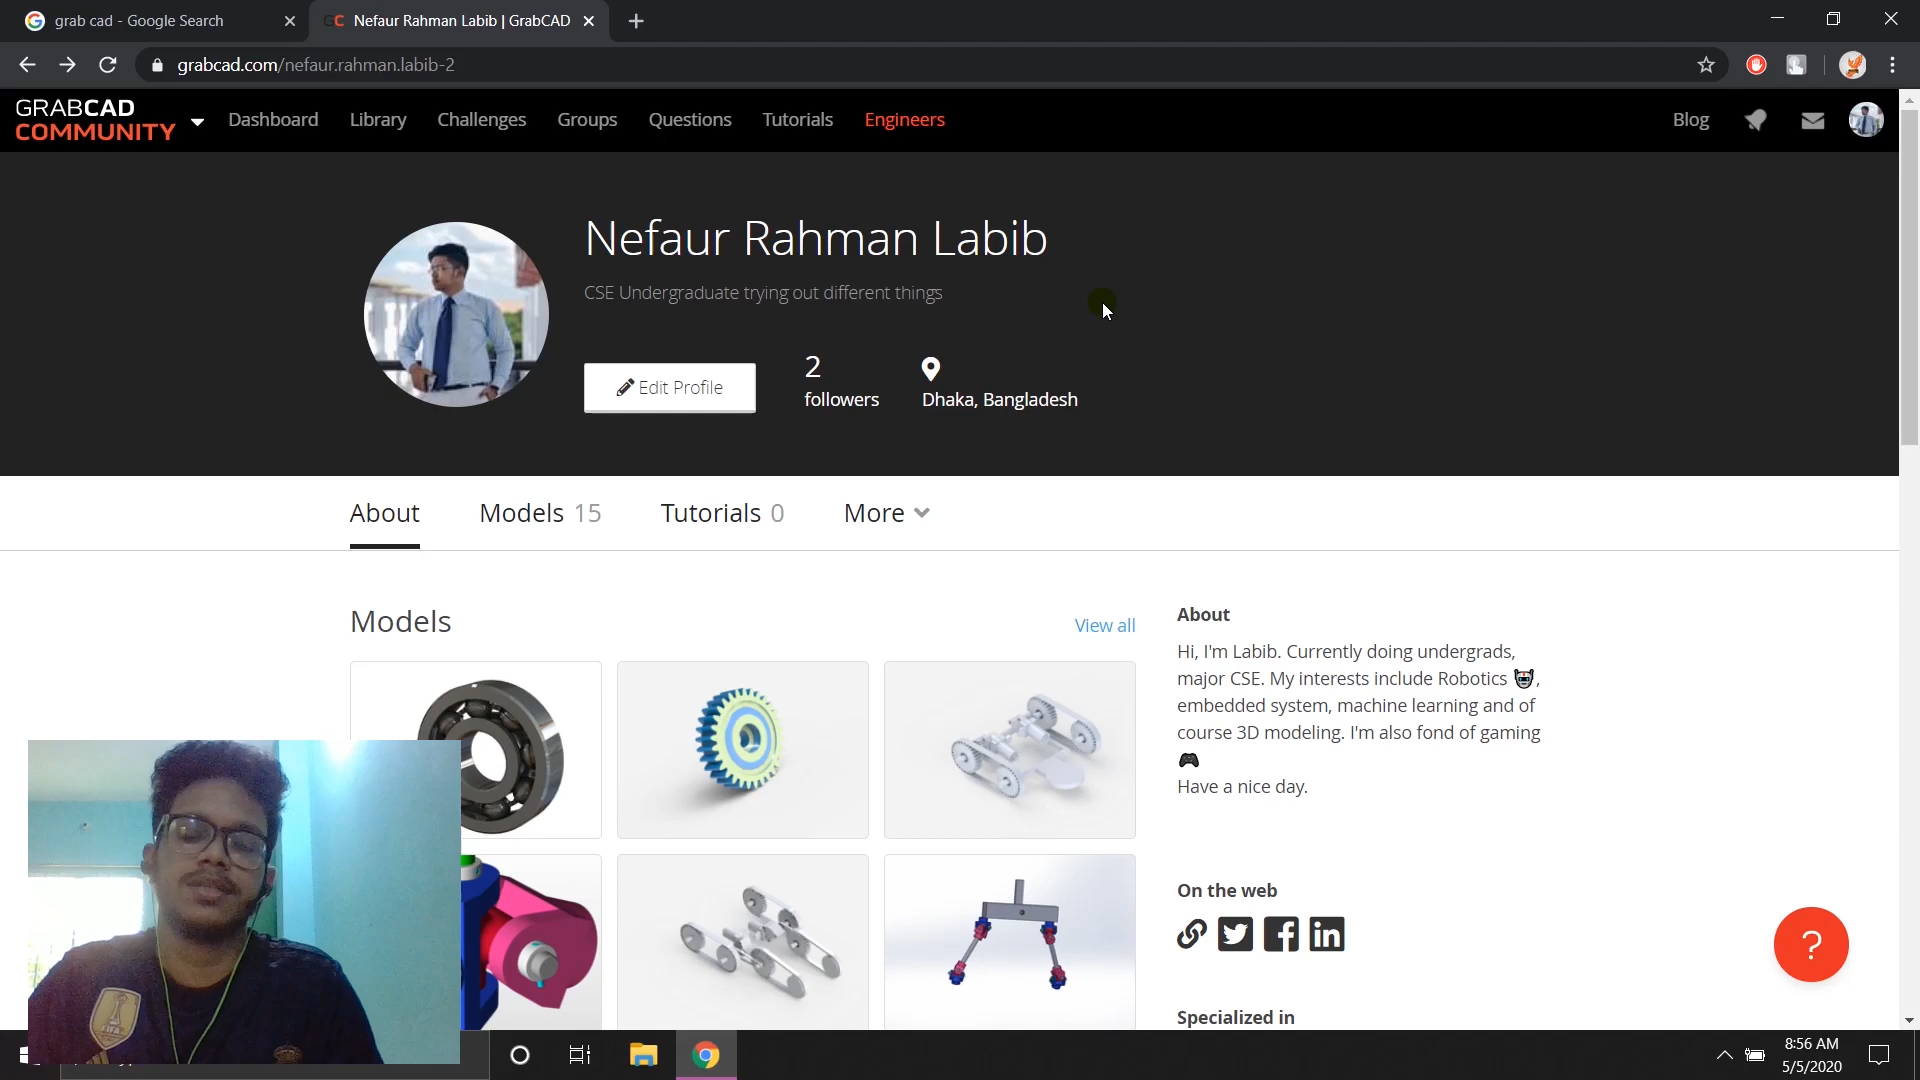 grab cad - Google Search
Nefaur Rahman Labib | GrabCAD
grabcad.com/nefaur.rahman.labib-2
GRABCAD
COMMUNITY
Dashboard Library Challenges Groups Questions Tutorials Engineers Blog
Nefaur Rahman Labib
CSE Undergraduate trying out different things
Edit Profile
2
followers
Dhaka, Bangladesh
About Models 15 Tutorials 0 More
Models
View all
About
Hi, I'm Labib. Currently doing undergrads,
major CSE. My interests include Robotics 🤖,
embedded system, machine learning and of
course 3D modeling. I'm also fond of gaming
🎮
Have a nice day.
On the web
Specialized in
?
8:56 AM
5/5/2020